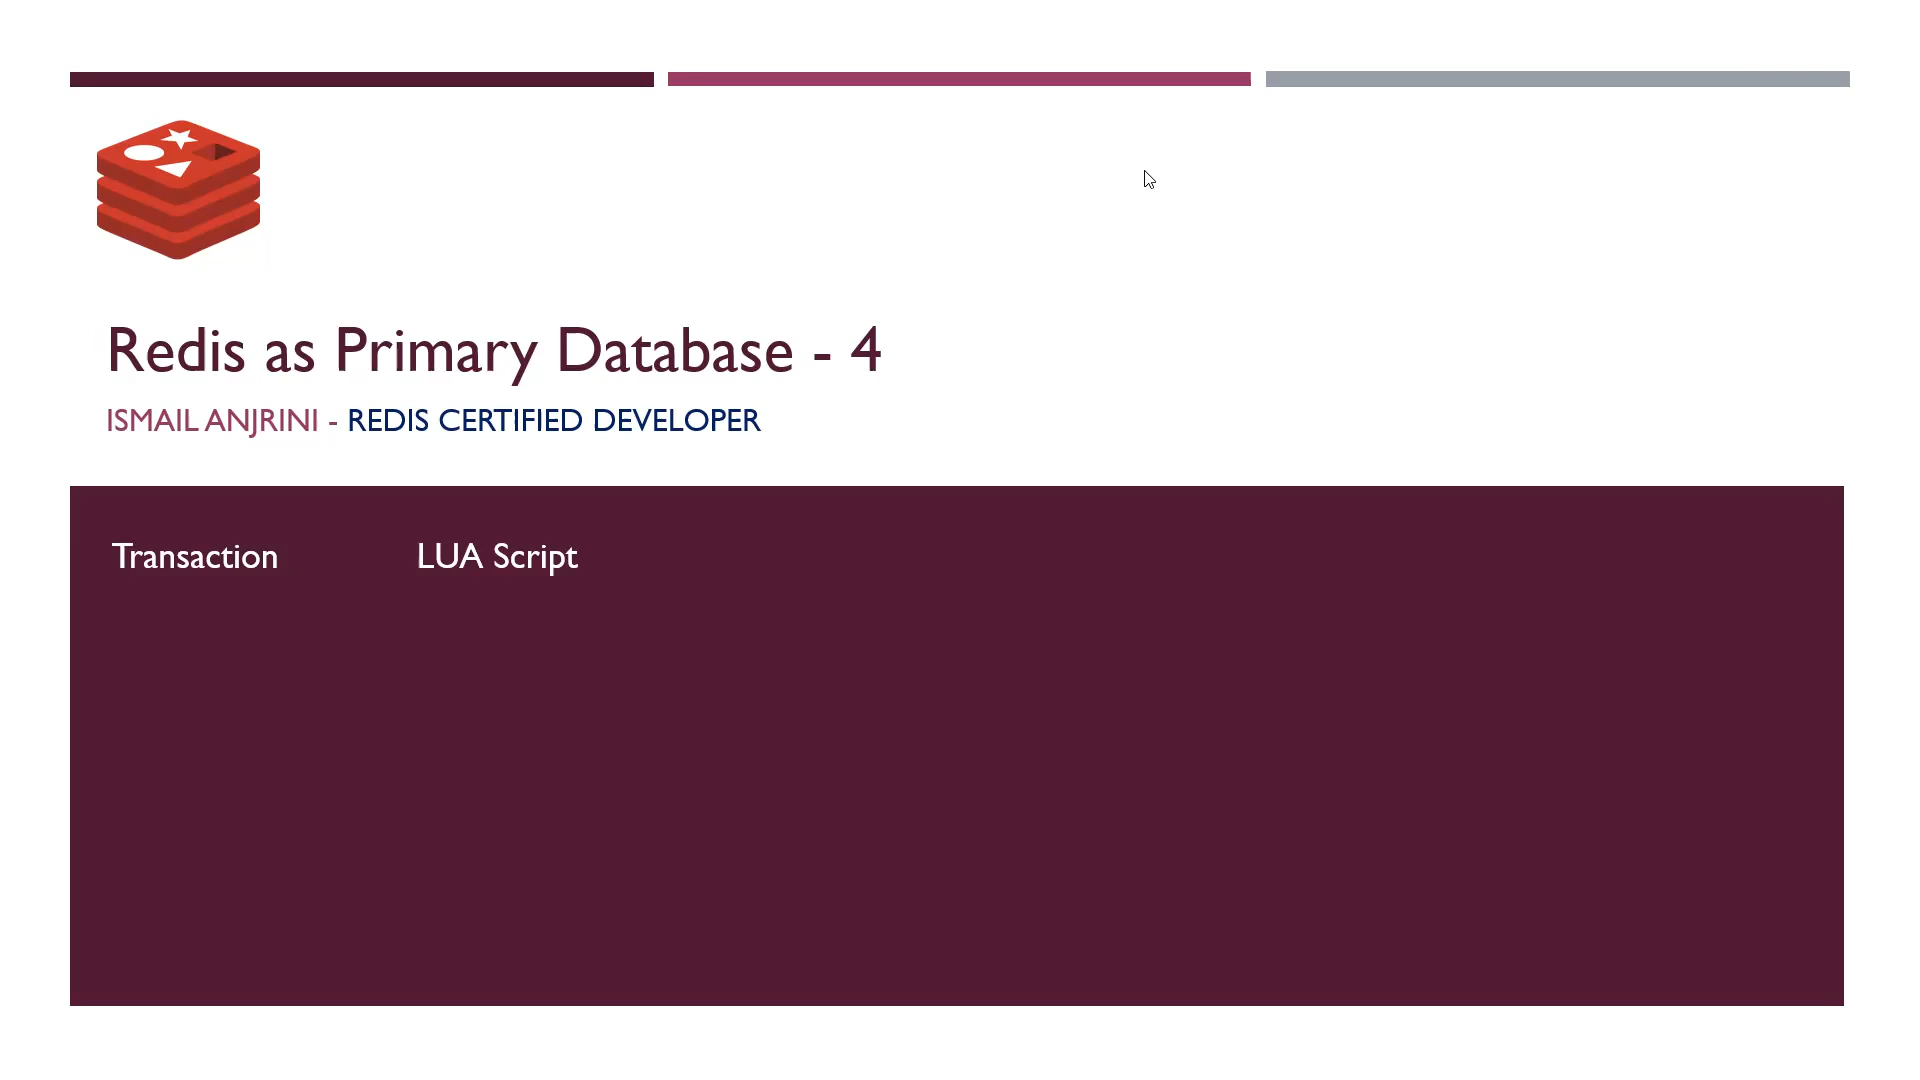 Redis as Primary Database - 4
ISMAIL ANJRINI - REDIS CERTIFIED DEVELOPER
Transaction LUA Script